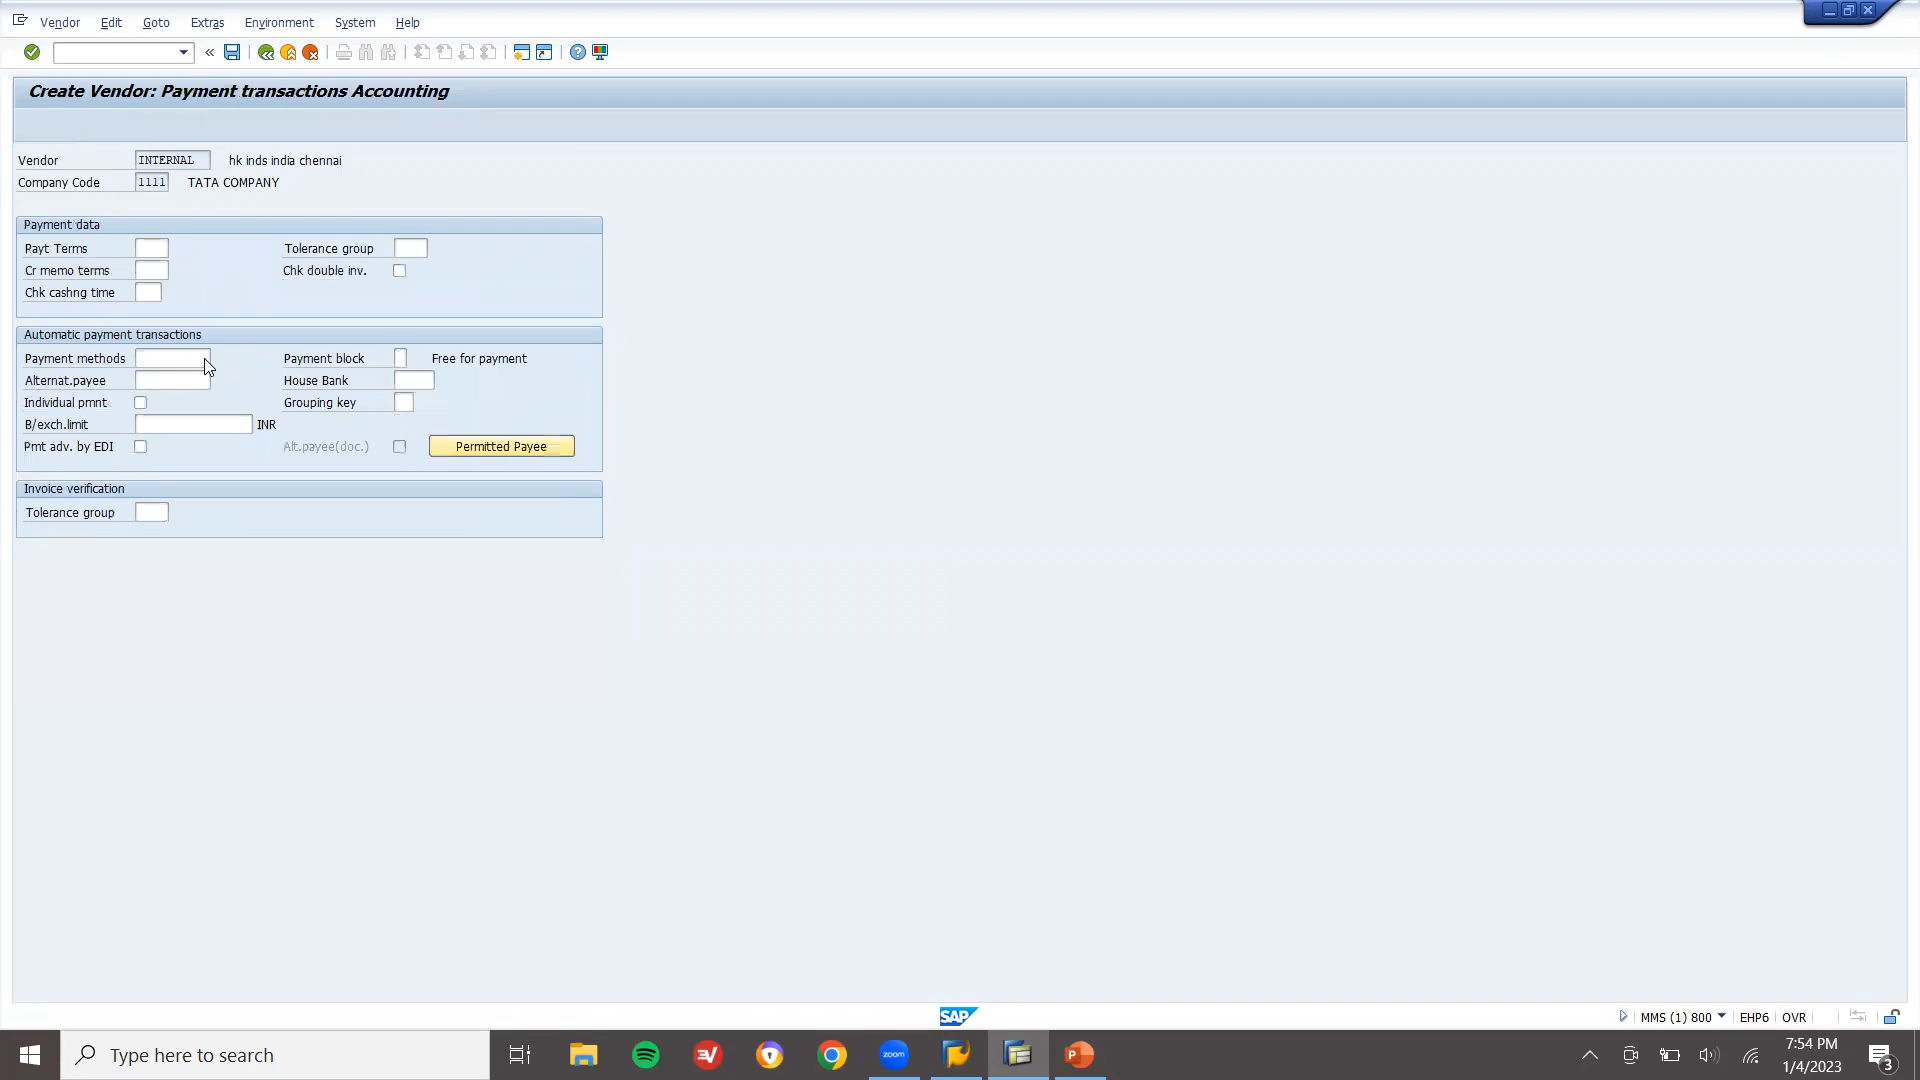 Vendor Edit Goto Extras Environment System Help
Create Vendor: Payment transactions Accounting
Vendor INTERNAL hk inds india chennai
Company Code 1111 TATA COMPANY
Payment data
Payt Terms Tolerance group
Cr memo terms Chk double inv.
Chk cashng time
Automatic payment transactions
Payment methods Payment block Free for payment
Alternat.payee House Bank
Individual pmnt Grouping key
B/exch.limit INR
Pmt adv. by EDI Alt.payee(doc.) Permitted Payee
Invoice verification
Tolerance group
SAP
MMS (1) 800 EHP6 OVR
Type here to search
zoom
7:54 PM
1/4/2023
3